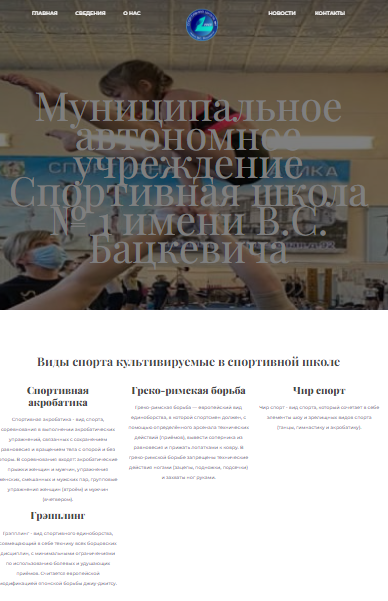 ГЛАВНАЯ СВЕДЕНИЯ О НАС НОВОСТИ КОНТАКТЫ
Муниципальное
автономное
учреждение
Спортивная школа
№ 1 имени В.С.
Бацкевича
Виды спорта культивируемые в спортивной школе
Спортивная
акробатика
Спортивная акробатика - вид спорта,
соревнования в выполнении акробатических
упражнений, связанных с сохранением
равновесия и вращением тела с опорой и без
опоры. В соревнования входят: акробатические
прыжки женщин и мужчин, упражнения
женских, смешанных и мужских пар, групповые
упражнения женщин (втроём) и мужчин
(вчетвером).
Греко-римская борьба
Греко-римская борьба — европейский вид
единоборства, в которой спортсмен должен, с
помощью определённого арсенала технических
действий (приёмов), вывести соперника из
равновесия и прижать лопатками к ковру. В
греко-римской борьбе запрещены технические
действия ногами (зацепы, подножки, подсечки)
и захваты ног руками.
Чир спорт
Чир спорт - вид спорта, который сочетает в себе
элементы шоу и зрелищных видов спорта
(танцы, гимнастику и акробатику).
Грэпплинг
Грэпплинг - вид спортивного единоборства,
совмещающий в себе технику всех борцовских
дисциплин, с минимальными ограничениями
по использованию болевых и удушающих
приёмов. Считается европейской
модификацией японской борьбы джиу-джитсу.